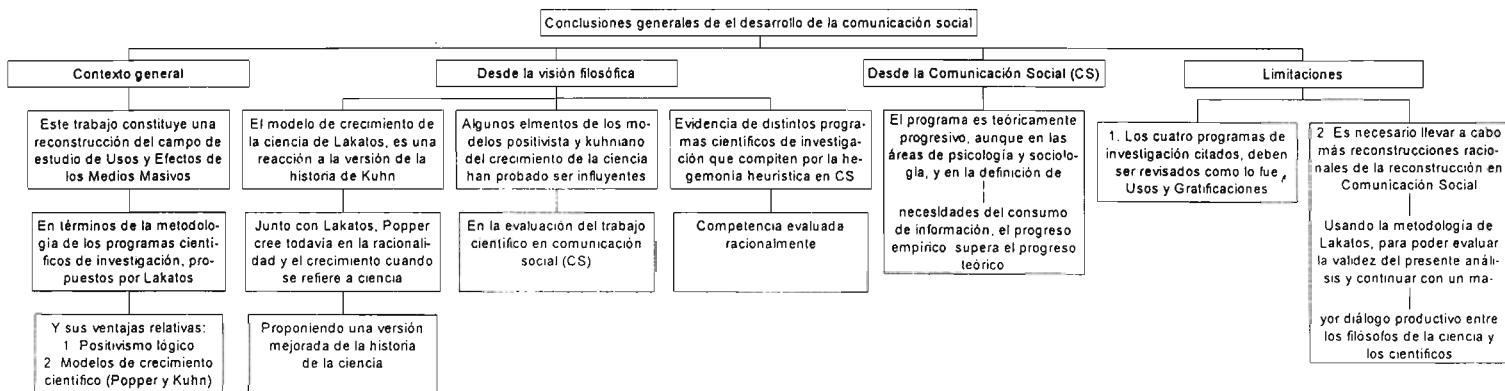 Conclusiones generales de el desarrollo de la comunicación social
Contexto general
Este trabajo constituye una
reconstrucción del campo de
estudio de Usos y Efectos de
los Medios Masivos
En términos de la metodolo-
gía de los programas cientí-
ficos de investigación, pro-
puestos por Lakatos
Y sus ventajas relativas:
1 Positivismo lógico
2 Modelos de crecimiento
científico (Popper y Kuhn)
Desde la visión filosófica
El modelo de crecimiento de
la ciencia de Lakatos, es una
reacción a la versión de la
historia de Kuhn
Junto con Lakatos, Popper
cree todavía en la racionali-
dad y el crecimiento cuando
se refiere a ciencia
Proponiendo una versión
mejorada de la historia
de la ciencia
Algunos elmentos de los mo-
delos positivista y kuhniano
del crecimiento de la ciencia
han probado ser influyentes
En la evaluación del trabajo
científico en comunicación
social (CS)
Evidencia de distintos progra-
mas científicos de investiga-
ción que compiten por la he-
gemonía heurística en CS
Competencia evaluada
racionalmente
Desde la Comunicación Social (CS)
El programa es teóricamente
progresivo, aunque en las
áreas de psicología y sociolo-
gía, y en la definición de
necesidades del consumo
de información, el progreso
empírico supera el progreso
teórico
Limitaciones
1. Los cuatro programas de
investigación citados, deben
ser revisados como lo fue
Usos y Gratificaciones
2 Es necesario llevar a cabo
más reconstrucciones racio-
nales de la reconstrucción en
Comunicación Social
Usando la metodología de
Lakatos, para poder evaluar
la validez del presente análi-
sis y continuar con un ma-
yor diálogo productivo entre
los filósofos de la ciencia y
los científicos